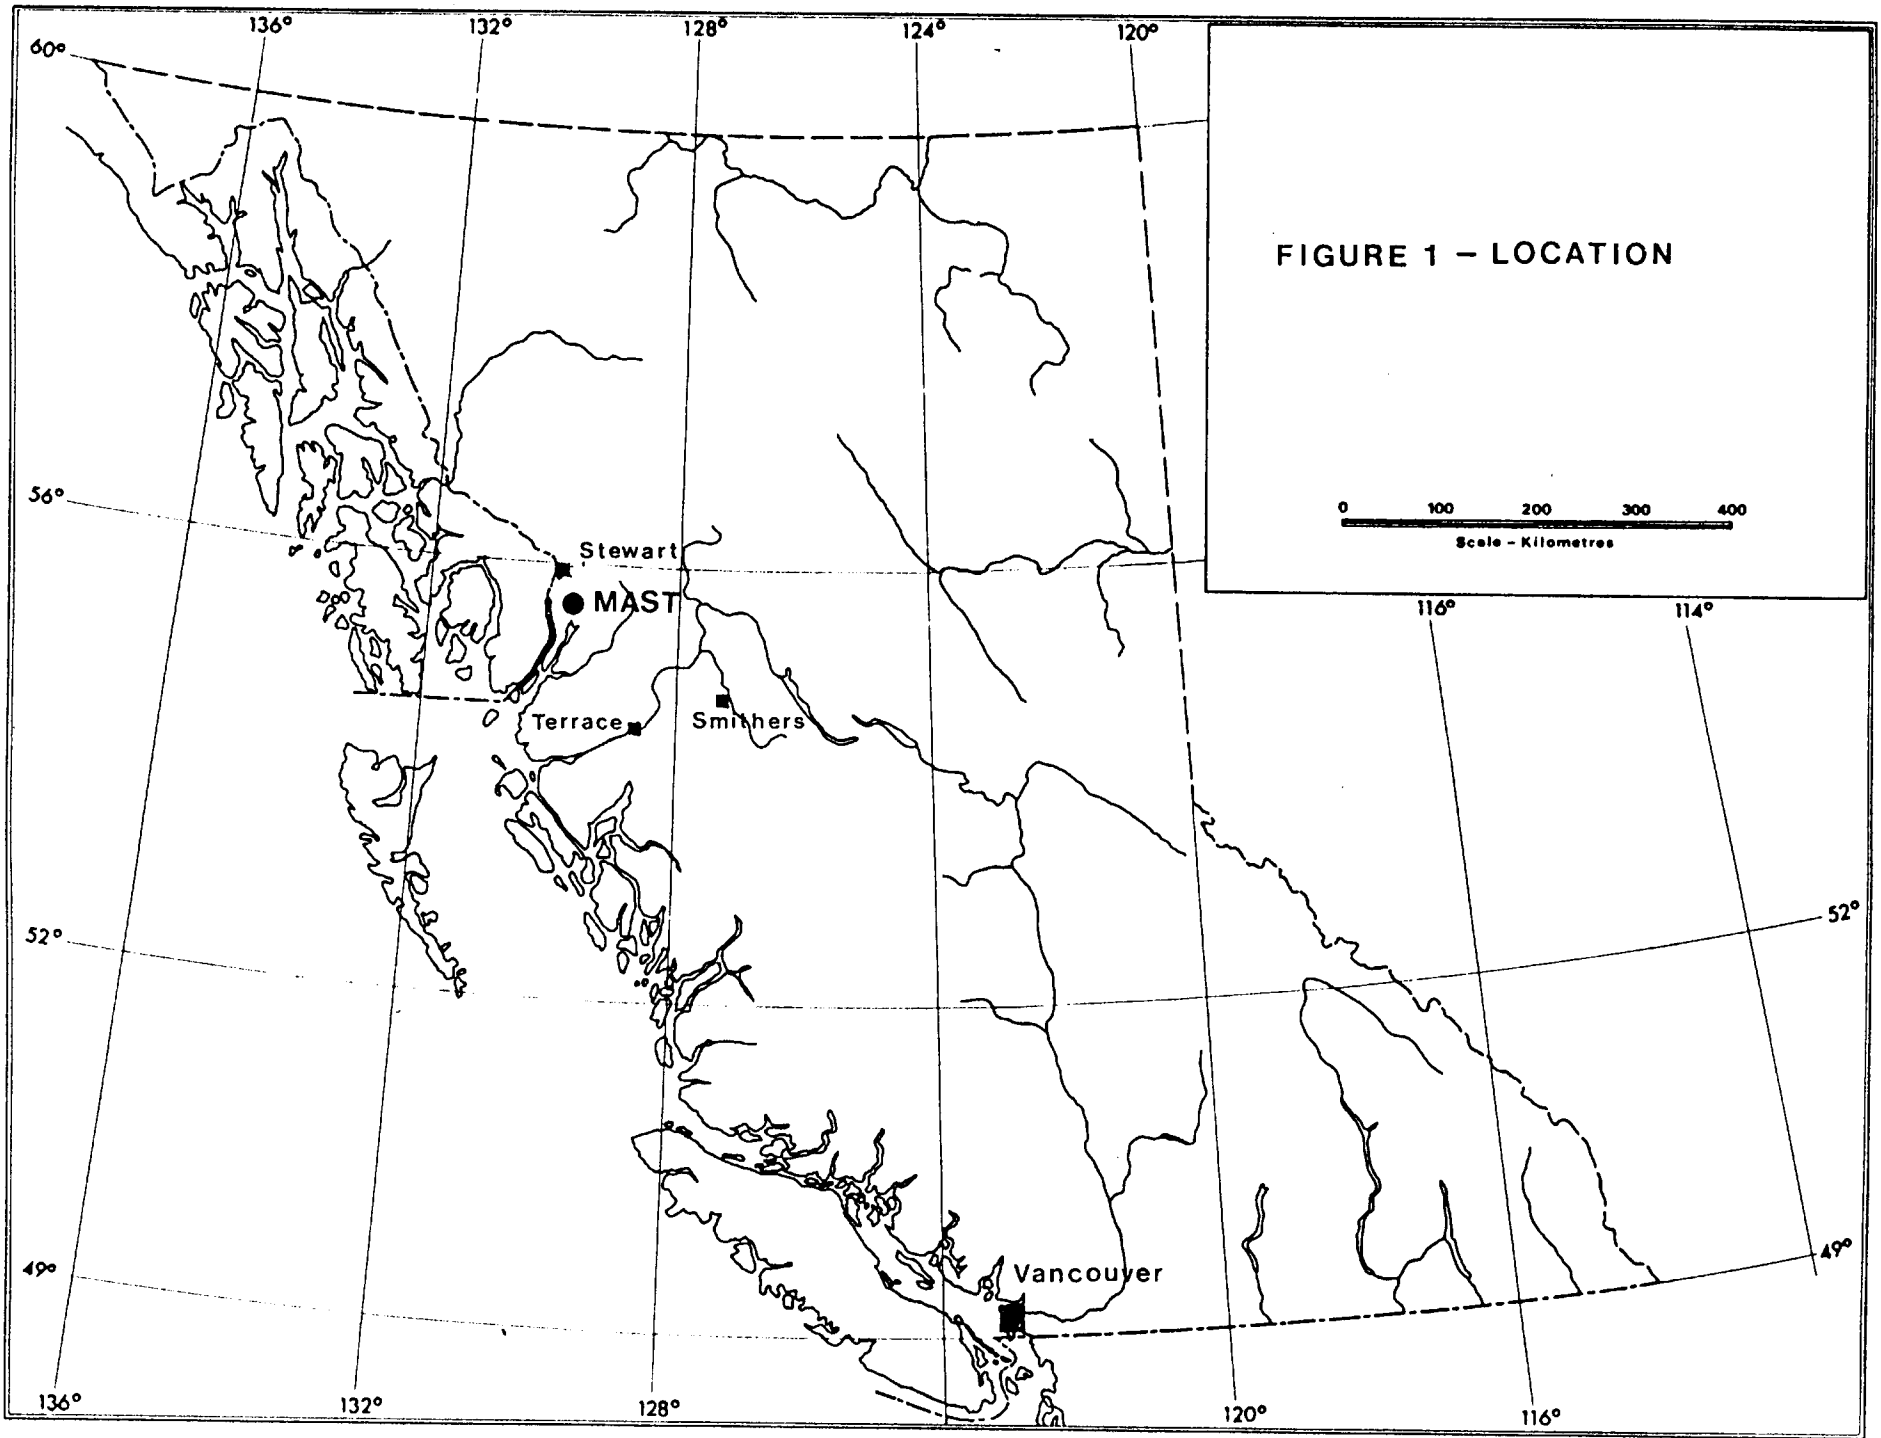 136° 132° 128° 124° 120°
60°
FIGURE 1 – LOCATION
56°
0 100 200 300 400
Scale – Kilometres
Stewart
MAST
116° 114°
Terrace
Smithers
52°
52°
49°
49°
Vancouver
136° 132° 128° 120° 116°